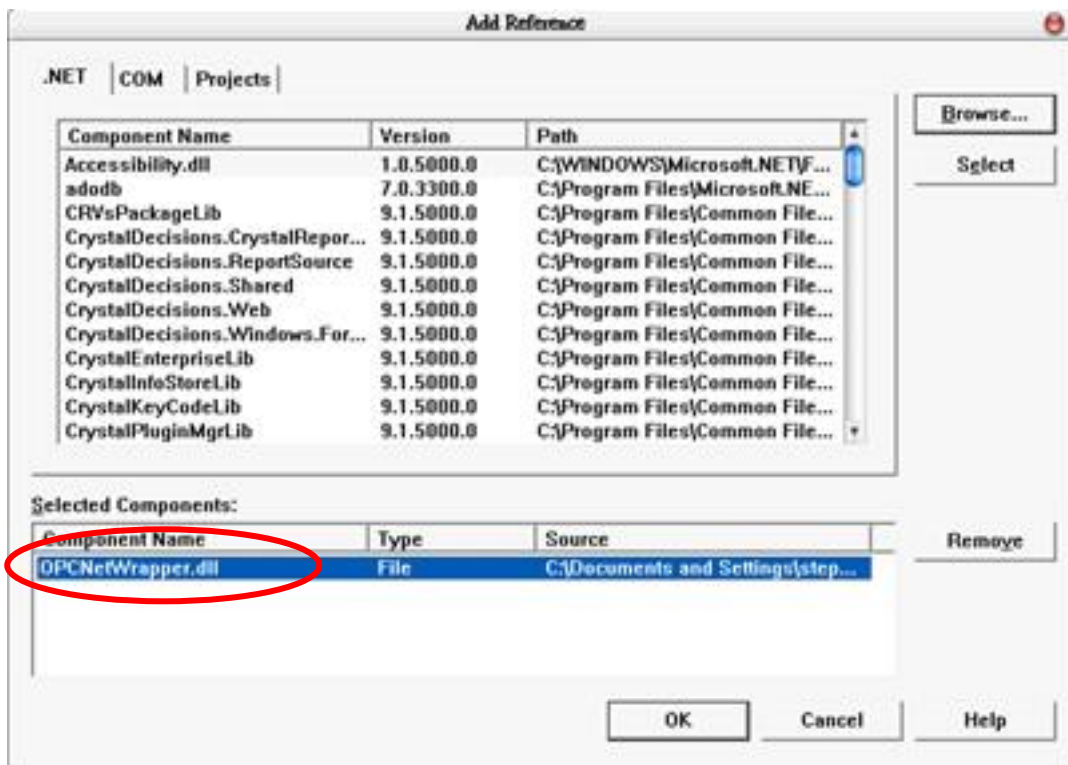 Add Reference
.NET COM Projects
Browse...
Component Name Version Path
Accessibility.dll 1.0.5000.0 C:\WINDOWS\Microsoft.NET\F...
Select
adodb 7.0.3300.0 C:\Program Files\Microsoft.NE...
CRVsPackageLib 9.1.5000.0 C:\Program Files\Common File...
CrystalDecisions.CrystalRepor... 9.1.5000.0 C:\Program Files\Common File...
CrystalDecisions.ReportSource 9.1.5000.0 C:\Program Files\Common File...
CrystalDecisions.Shared 9.1.5000.0 C:\Program Files\Common File...
CrystalDecisions.Web 9.1.5000.0 C:\Program Files\Common File...
CrystalDecisions.Windows.For... 9.1.5000.0 C:\Program Files\Common File...
CrystalEnterpriseLib 9.1.5000.0 C:\Program Files\Common File...
CrystalInfoStoreLib 9.1.5000.0 C:\Program Files\Common File...
CrystalKeyCodeLib 9.1.5000.0 C:\Program Files\Common File...
CrystalPluginMgrLib 9.1.5000.0 C:\Program Files\Common File...
Selected Components:
Component Name Type Source
Remove
OPCNetWrapper.dll File C:\Documents and Settings\step...
OK Cancel Help